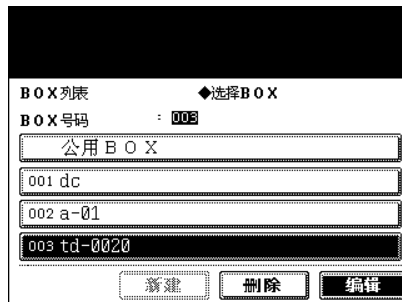 BOX列表 ◆选择BOX
BOX号码 : 003
公用BOX
001 dc
002 a-01
003 td-0020
新建 删除 编辑